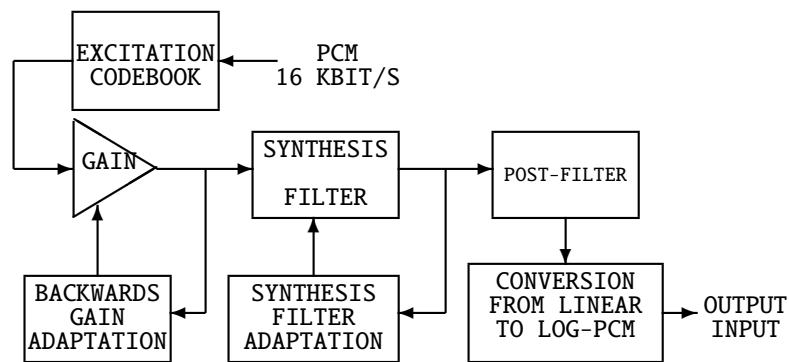 EXCITATION
CODEBOOK
PCM
16 KBIT/S
GAIN
SYNTHESIS
FILTER
POST-FILTER
BACKWARDS
GAIN
ADAPTATION
SYNTHESIS
FILTER
ADAPTATION
CONVERSION
FROM LINEAR
TO LOG-PCM
OUTPUT
INPUT